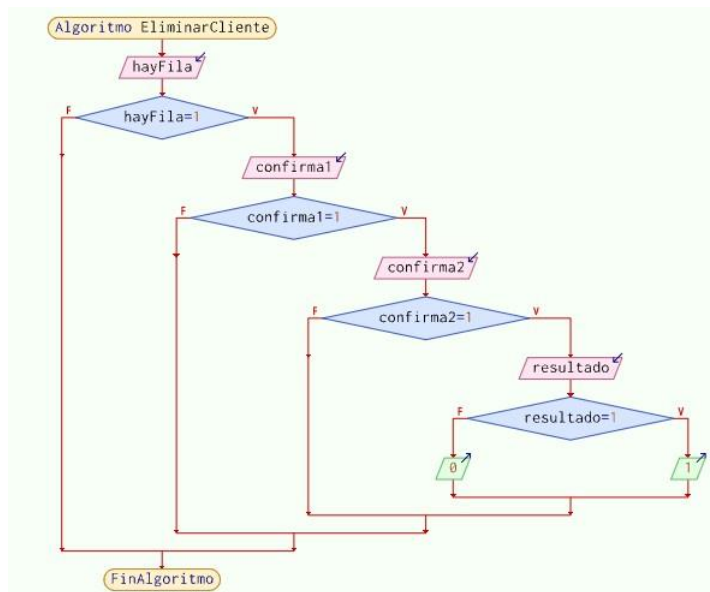 Algoritmo EliminarCliente
hayFila
F
hayFila=1
V
confirma1
F
confirma1=1
V
confirma2
F
confirma2=1
V
resultado
F
resultado=1
V
0
1
FinAlgoritmo